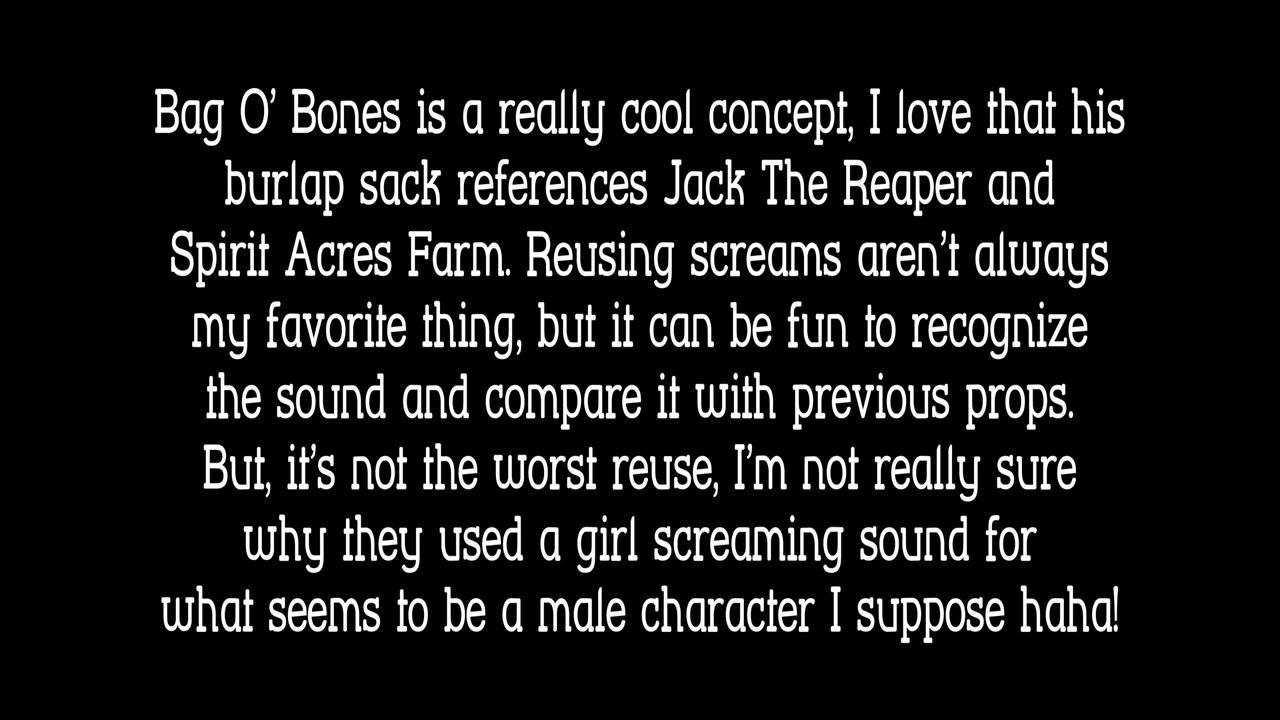 Bag O’ Bones is a really cool concept, I love that his
burlap sack references Jack The Reaper and
Spirit Acres Farm. Reusing screams aren’t always
my favorite thing, but it can be fun to recognize
the sound and compare it with previous props.
But, it’s not the worst reuse, I’m not really sure
why they used a girl screaming sound for
what seems to be a male character I suppose haha!